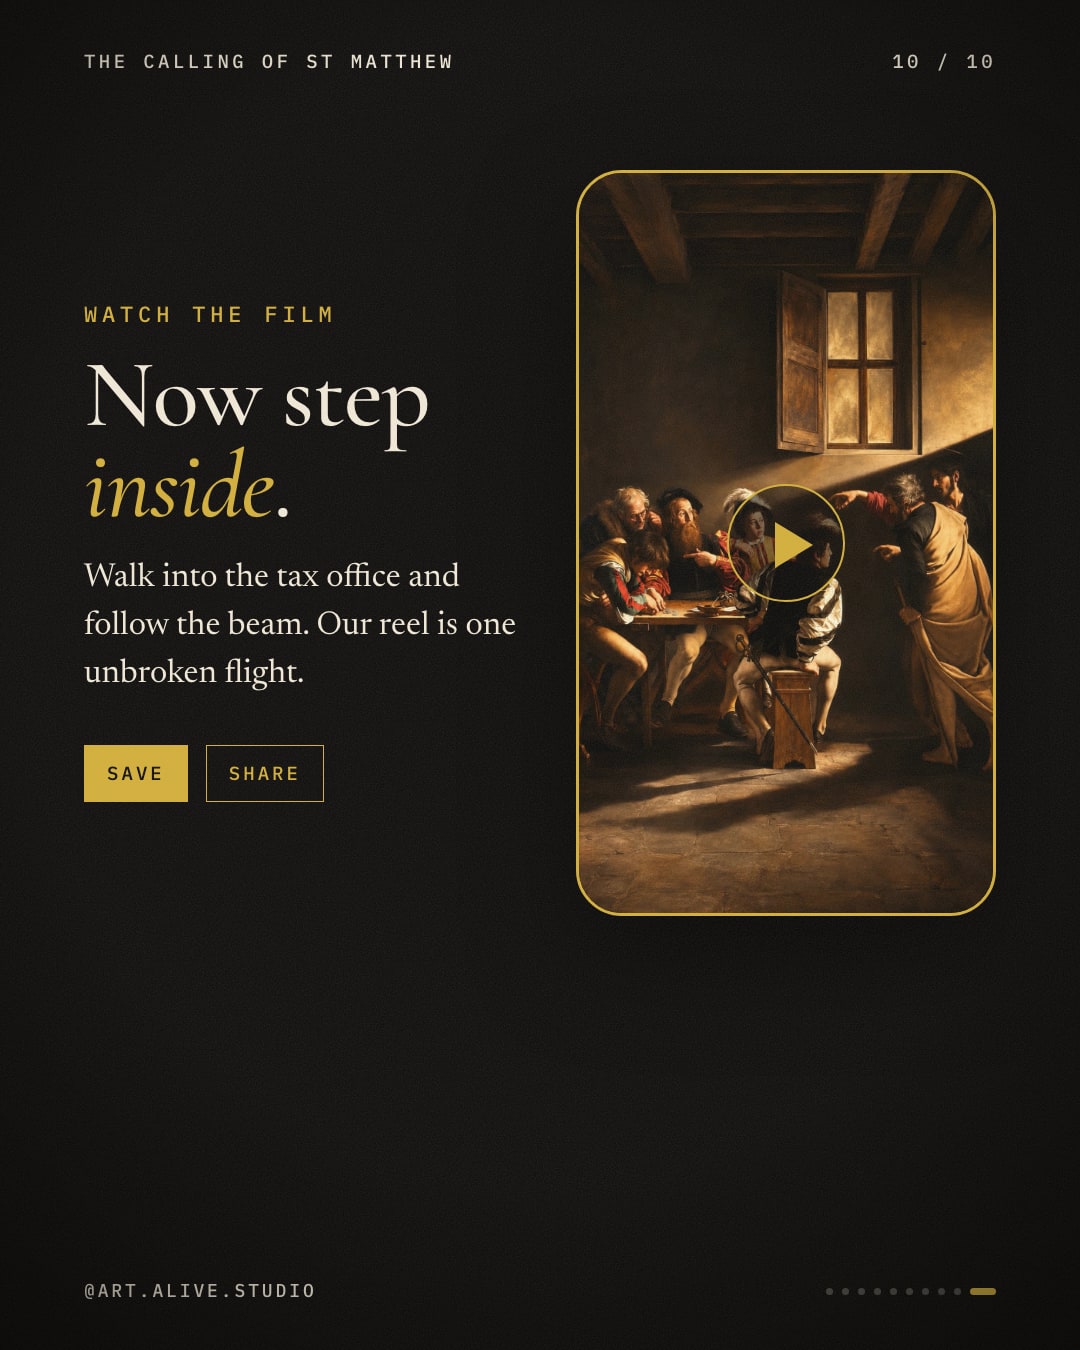 THE CALLING OF ST MATTHEW
10 / 10
WATCH THE FILM
Now step
inside.
Walk into the tax office and
follow the beam. Our reel is one
unbroken flight.
SAVE
SHARE
@ART.ALIVE.STUDIO